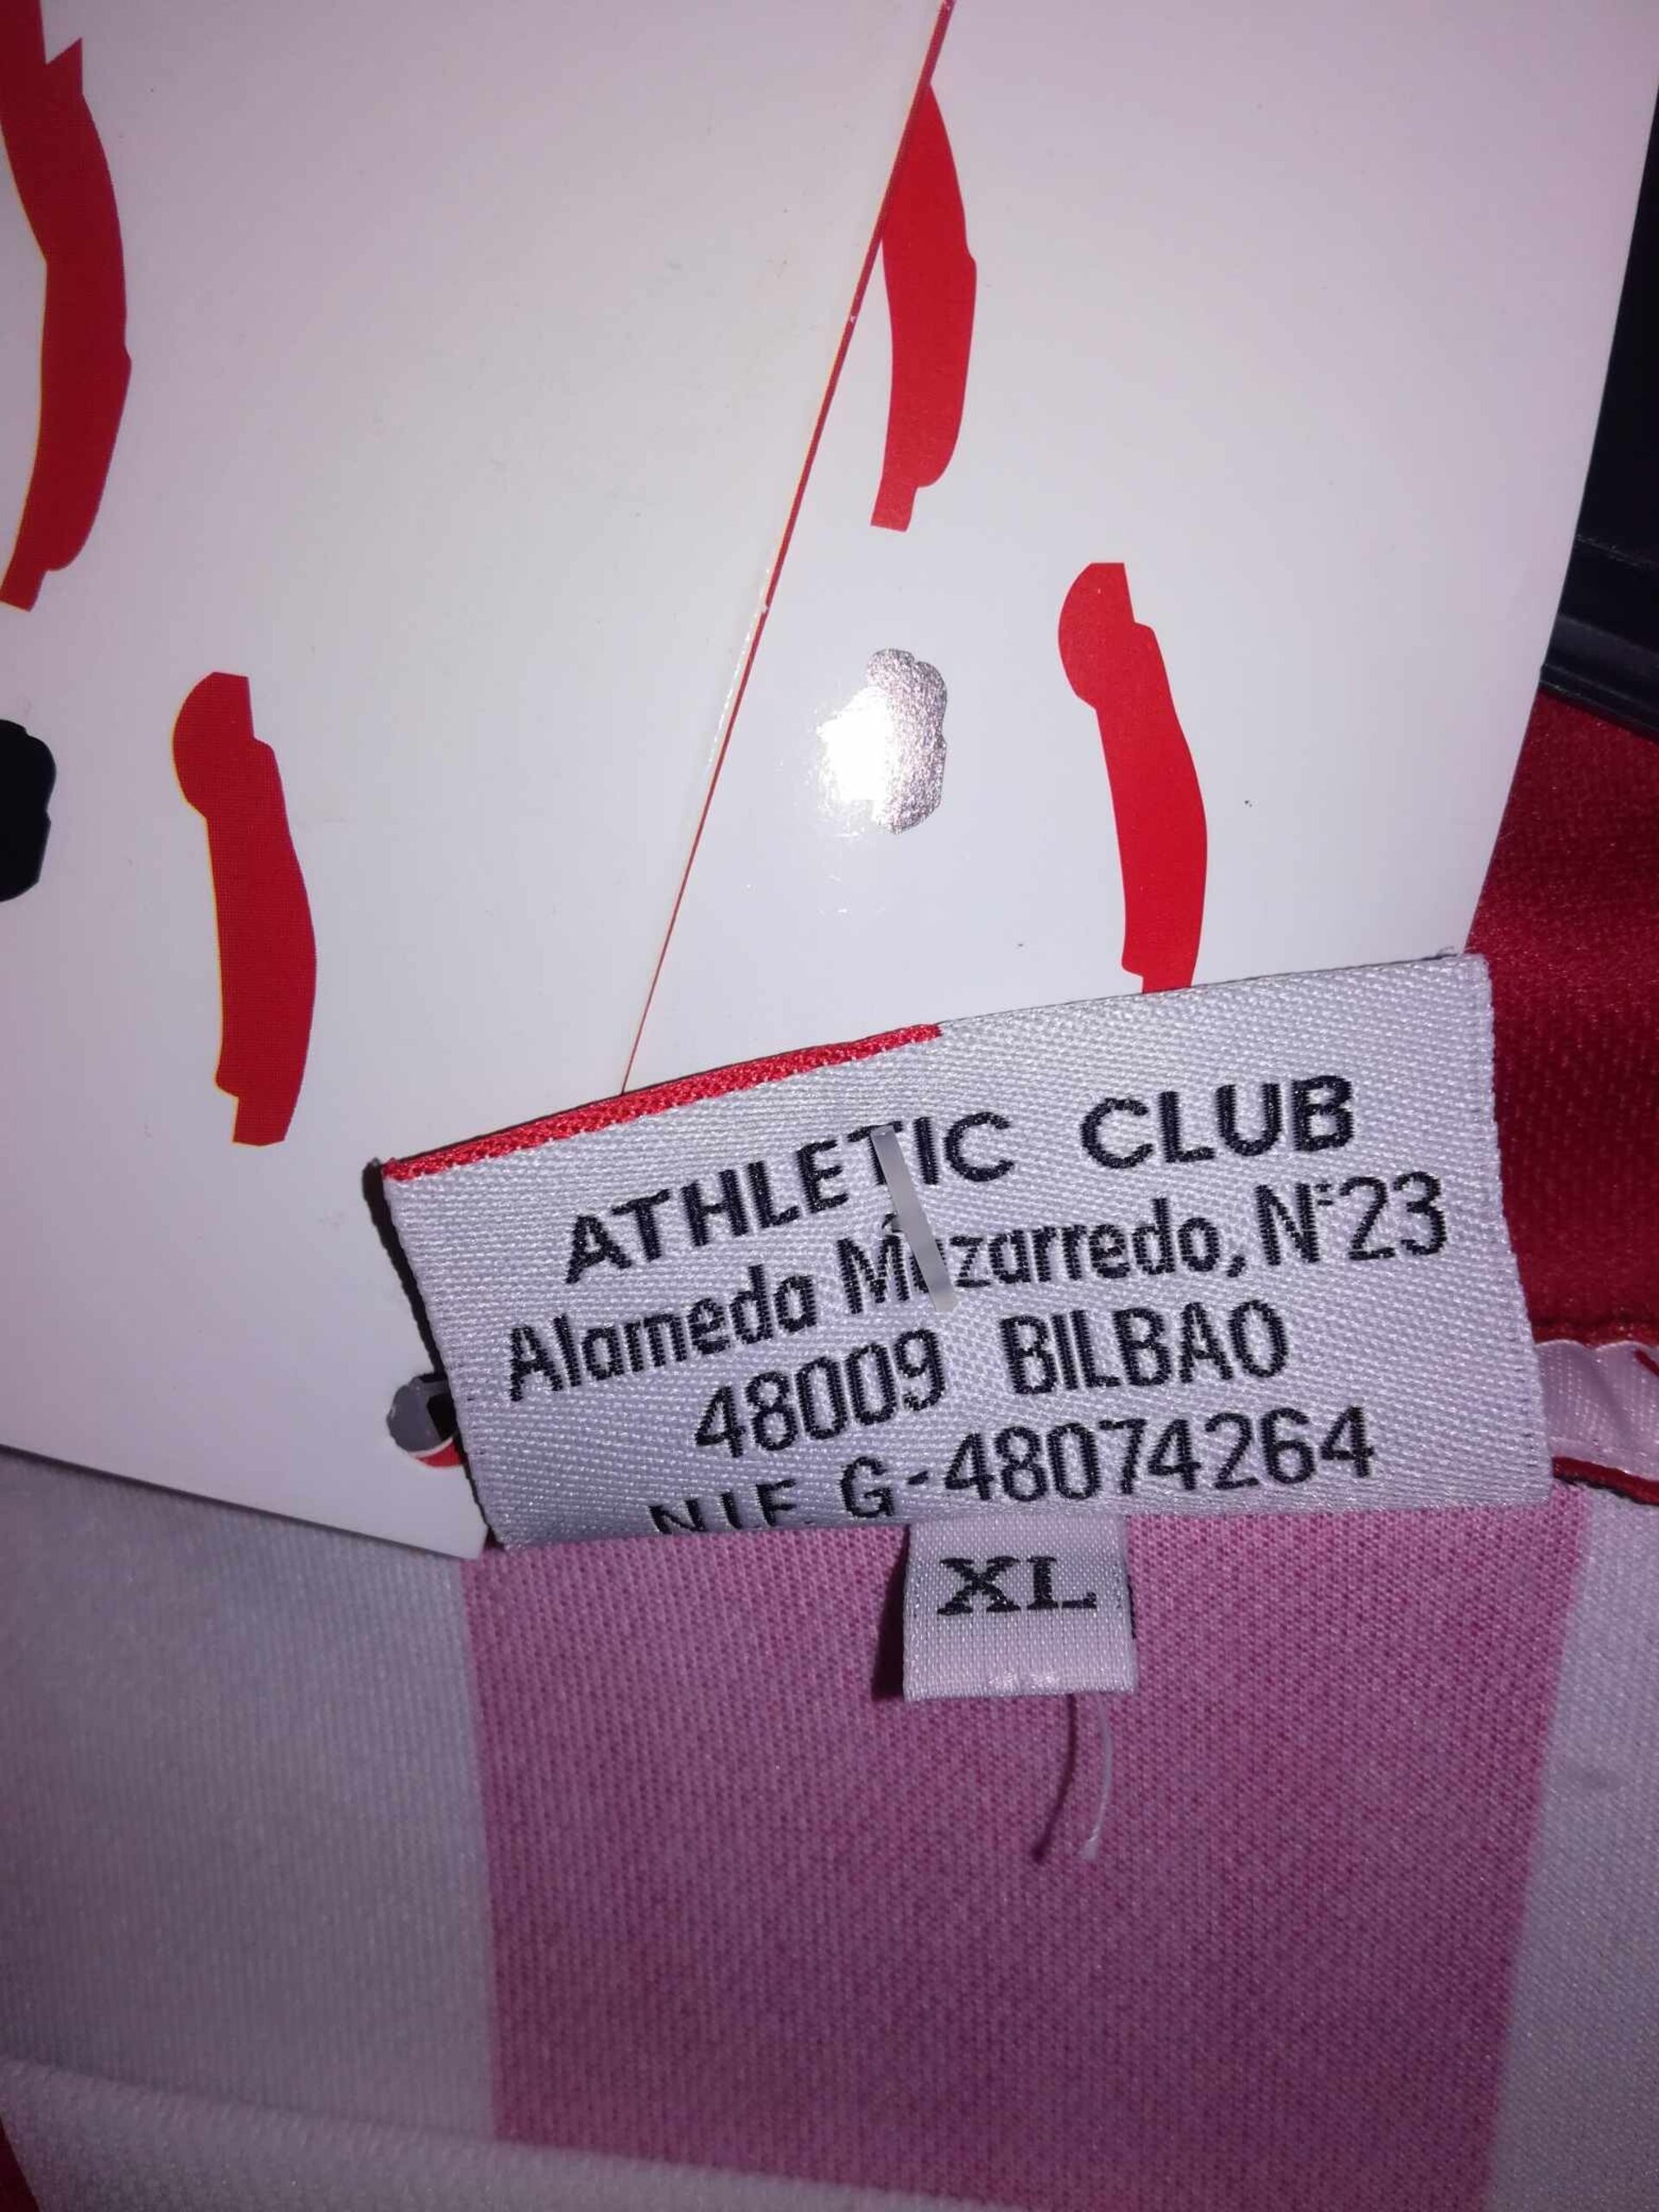 ATHLETIC CLUB
Alameda Mazarredo, Nº23
48009 BILBAO
N.I.F. G-48074264
XL